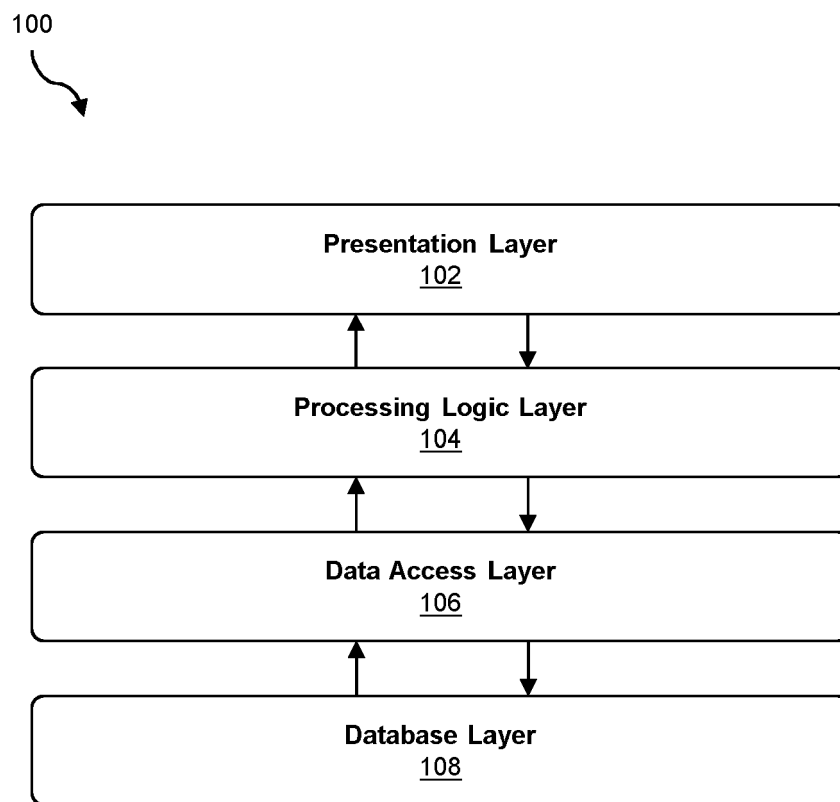 100
Presentation Layer
102
Processing Logic Layer
104
Data Access Layer
106
Database Layer
108